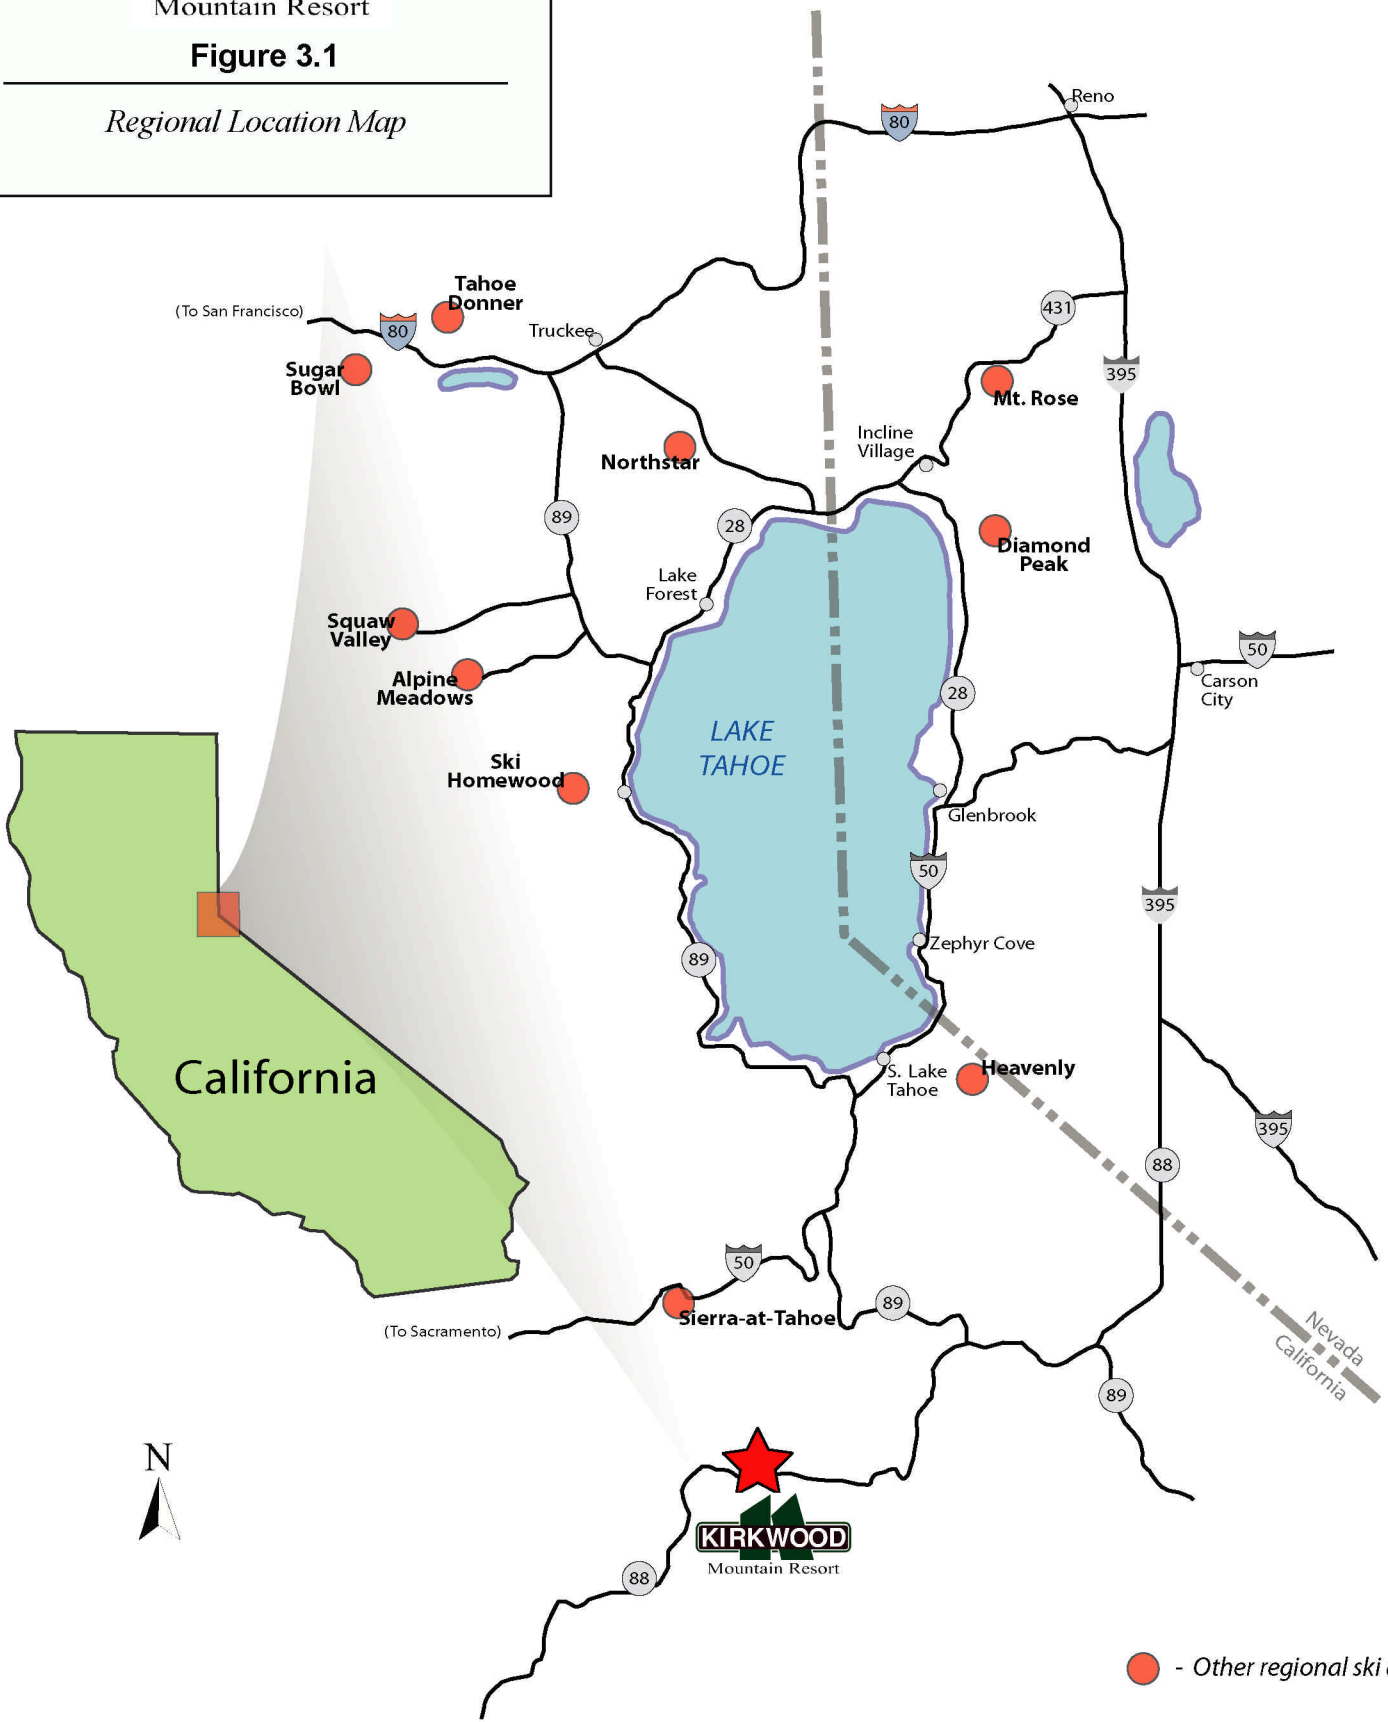 Mountain Resort
Figure 3.1
Regional Location Map
Reno
80
Tahoe
Donner
(To San Francisco)
80
Truckee
431
Sugar
Bowl
395
Mt. Rose
Incline
Village
Northstar
89
28
Diamond
Peak
Lake
Forest
Squaw
Valley
50
Alpine
Meadows
Carson
City
28
LAKE
TAHOE
Ski
Homewood
Glenbrook
50
395
Zephyr Cove
89
California
S. Lake
Tahoe
Heavenly
395
88
50
89
Sierra-at-Tahoe
(To Sacramento)
Nevada
California
89
N
KIRKWOOD
Mountain Resort
88
- Other regional ski